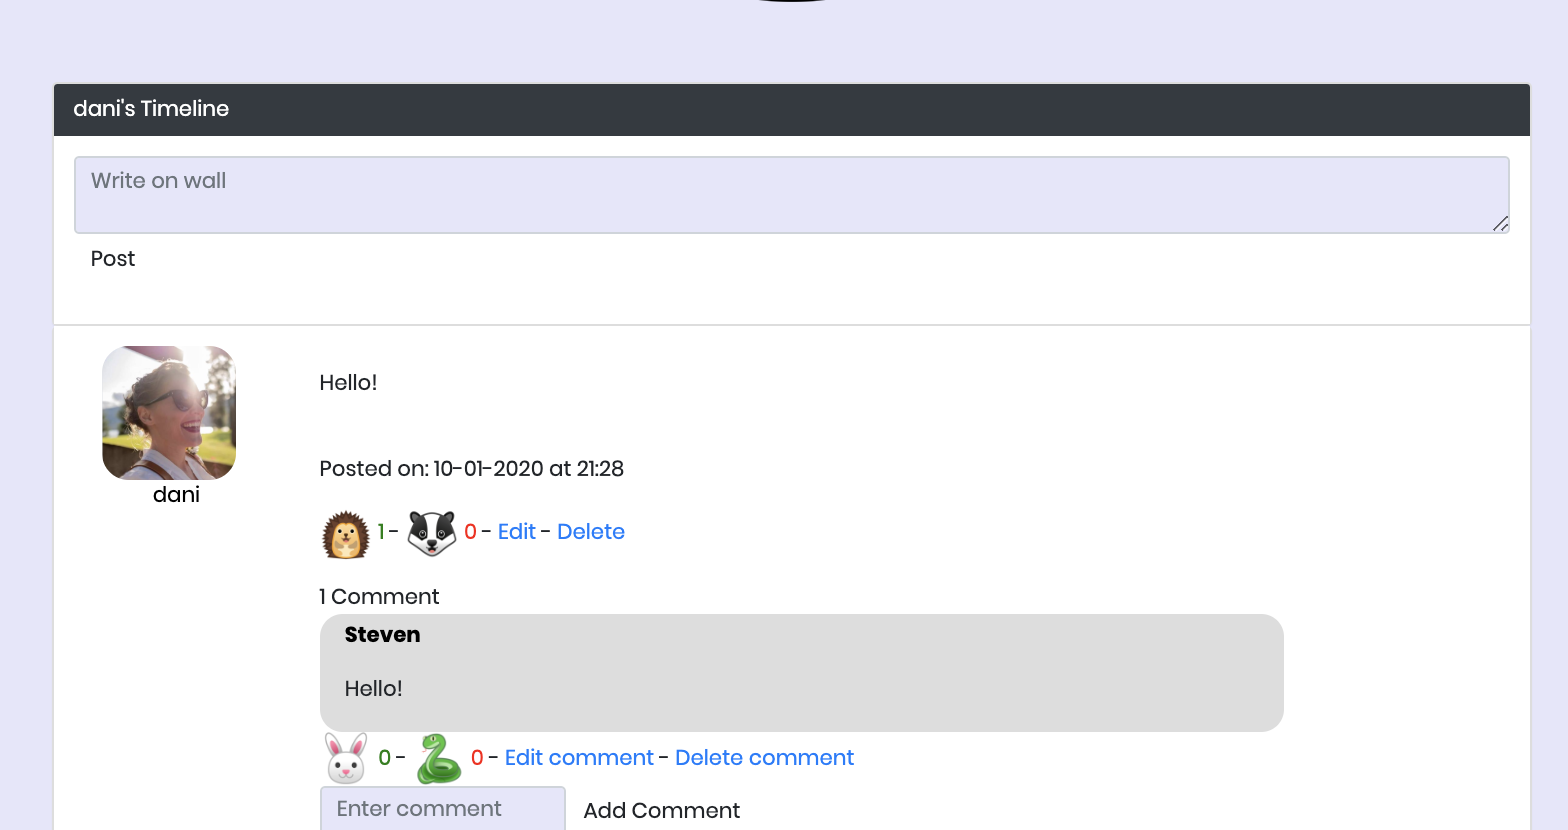 dani's Timeline
Write on wall
Post
Hello!
dani
Posted on: 10-01-2020 at 21:28
1 - 0 - Edit - Delete
1 Comment
Steven
Hello!
0 - 0 - Edit comment - Delete comment
Enter comment Add Comment